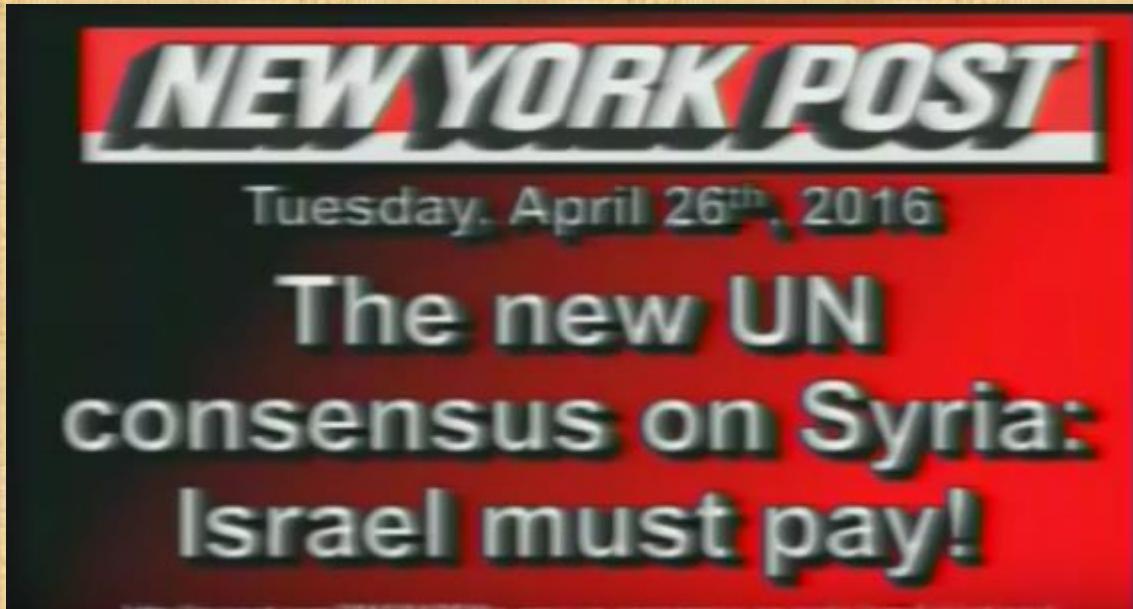 NEW YORK POST
Tuesday, April 26th, 2016
The new UN
consensus on Syria:
Israel must pay!